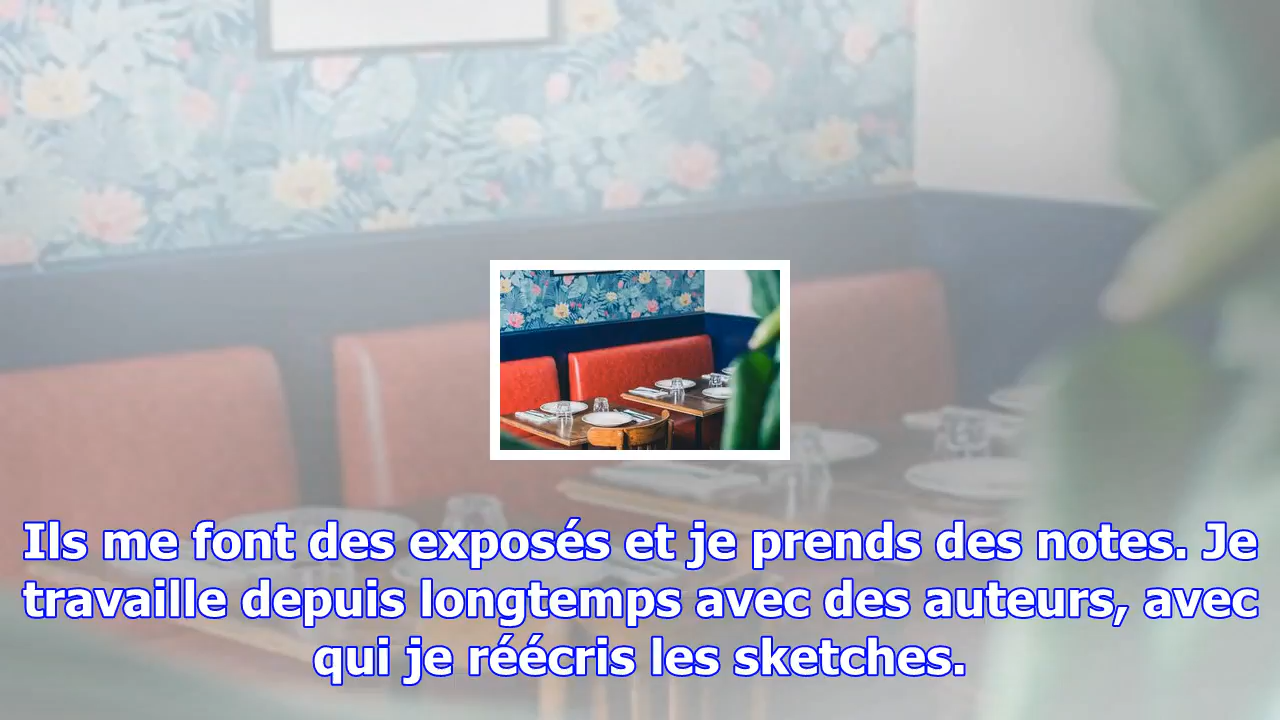 Ils me font des exposés et je prends des notes. Je
travaille depuis longtemps avec des auteurs, avec
qui je réécris les sketches.